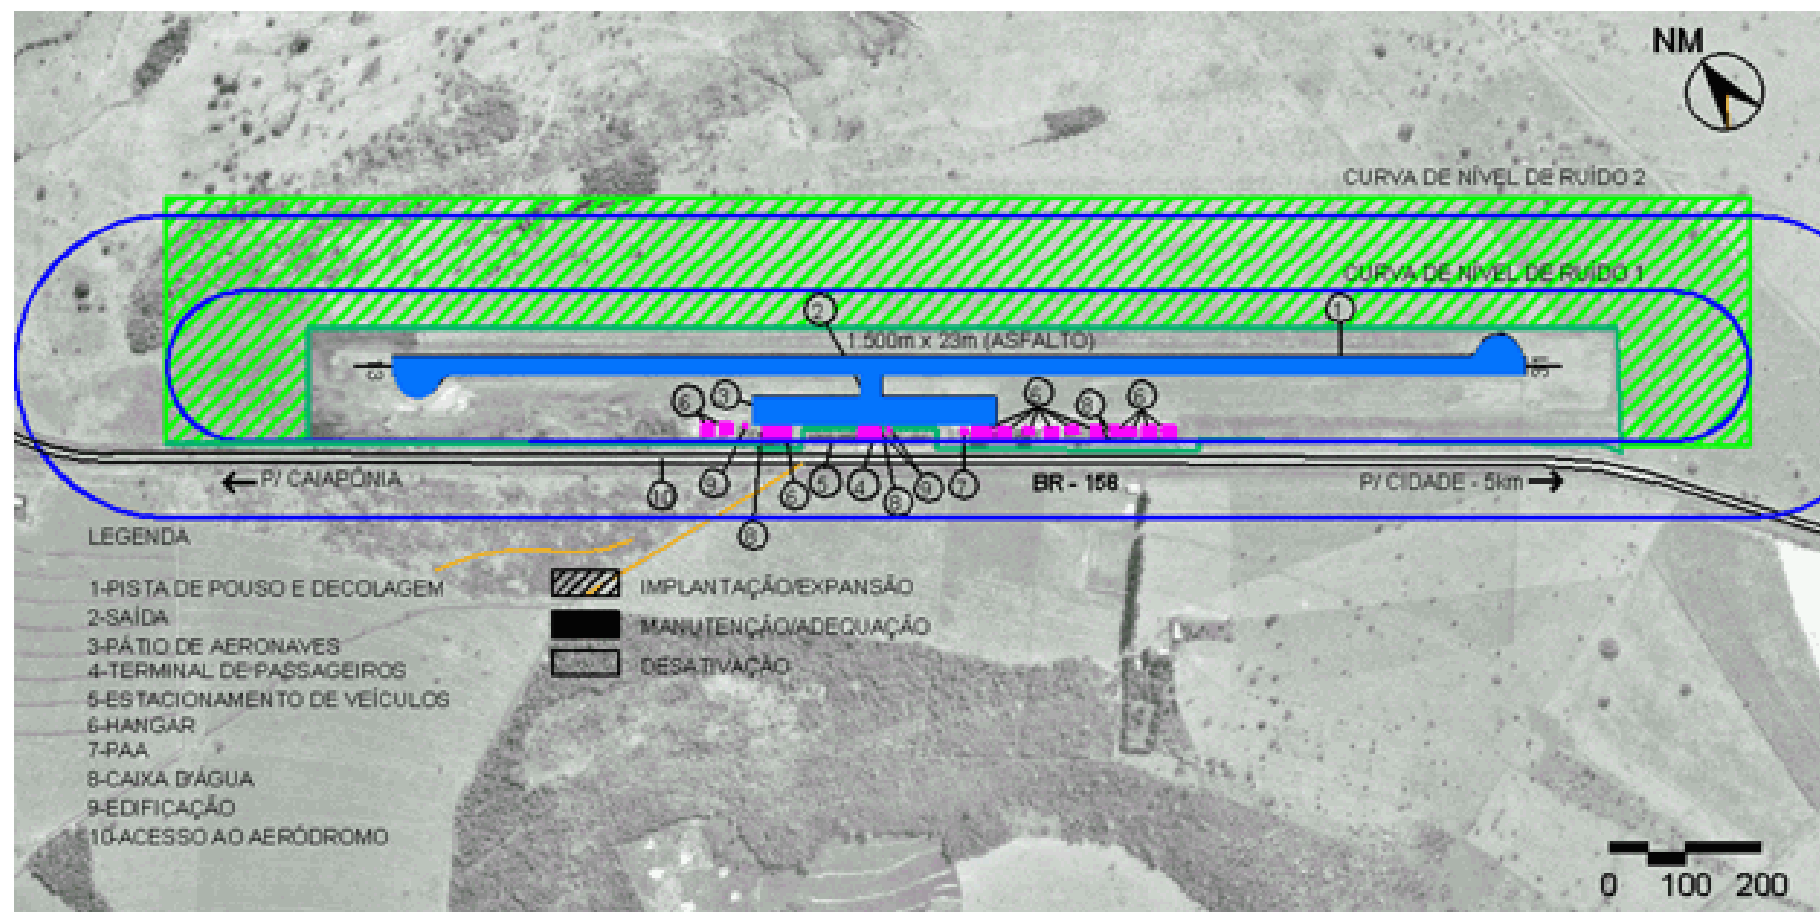 NM
CURVA DE NÍVEL DE RUÍDO 2
CURVA DE NÍVEL DE RUÍDO 1
2
1
1.500m x 23m (ASFALTO)
13
6
3
6
8
6
9
6
5
4
8
9
7
10
8
P/ CAIAPÔNIA
BR - 158
P/ CIDADE - 5km
LEGENDA
1-PISTA DE POUSO E DECOLAGEM
2-SAÍDA
3-PÁTIO DE AERONAVES
4-TERMINAL DE PASSAGEIROS
5-ESTACIONAMENTO DE VEÍCULOS
6-HANGAR
7-PAA
8-CAIXA D'ÁGUA
9-EDIFICAÇÃO
10-ACESSO AO AERÓDROMO
IMPLANTAÇÃO/EXPANSÃO
MANUTENÇÃO/ADEQUAÇÃO
DESATIVAÇÃO
0 100 200